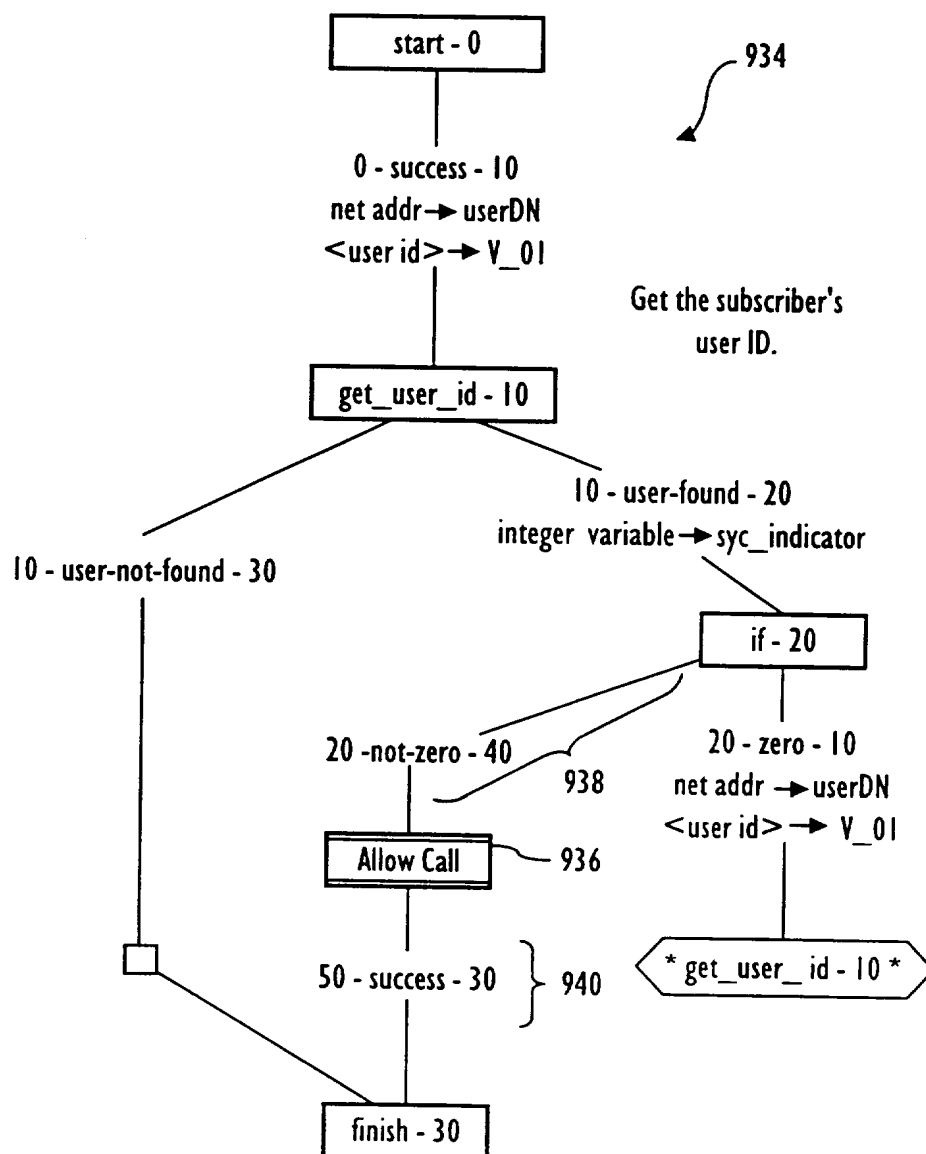 start - 0
934
0 - success - 10
net addr → userDN
<user id> → V_01
Get the subscriber's
user ID.
get_user_id - 10
10 - user-found - 20
integer variable → syc_indicator
10 - user-not-found - 30
if - 20
20 -not-zero - 40
938
20 - zero - 10
net addr → userDN
<user id> → V_01
Allow Call
936
* get_user_ id - 10 *
50 - success - 30
940
finish - 30